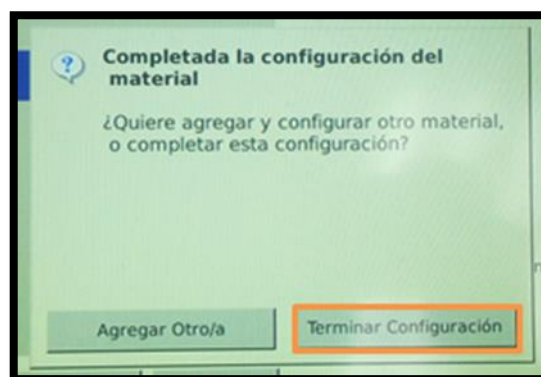 Completada la configuración del
material
¿Quiere agregar y configurar otro material,
o completar esta configuración?
Agregar Otro/a
Terminar Configuración